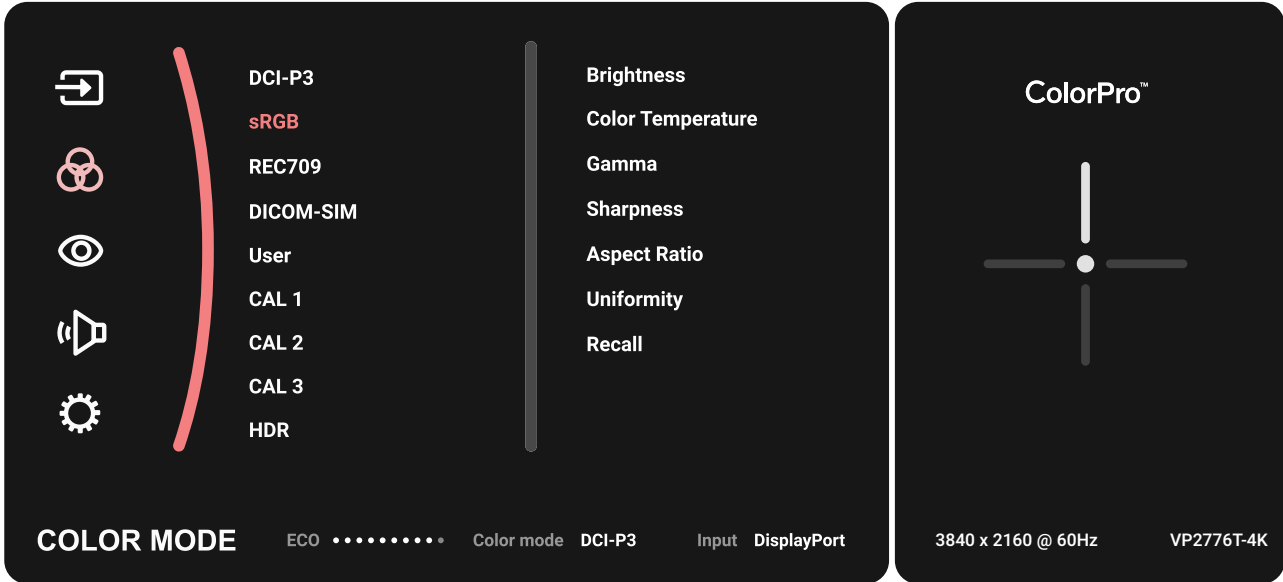 DCI-P3
sRGB
REC709
DICOM-SIM
User
CAL 1
CAL 2
CAL 3
HDR
Brightness
Color Temperature
Gamma
Sharpness
Aspect Ratio
Uniformity
Recall
COLOR MODE
ECO
Color mode DCI-P3
Input DisplayPort
ColorPro™
3840 x 2160 @ 60Hz
VP2776T-4K